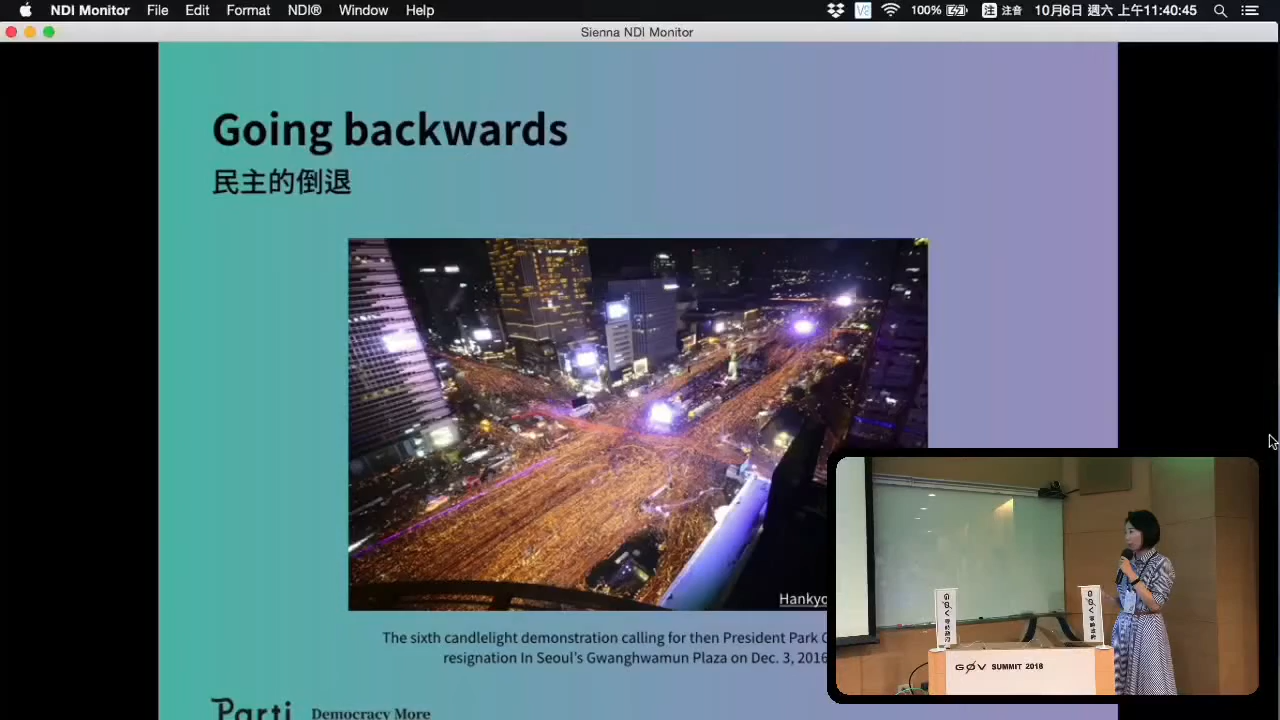 NDI Monitor File Edit Format NDI® Window Help 100% 注 注音 10月6日 週六 上午11:40:45
Sienna NDI Monitor
Going backwards
民主的倒退
Hankyo
The sixth candlelight demonstration calling for then President Park
resignation In Seoul's Gwanghwamun Plaza on Dec. 3, 2016
Parti Democracy More
G0V SUMMIT 2018